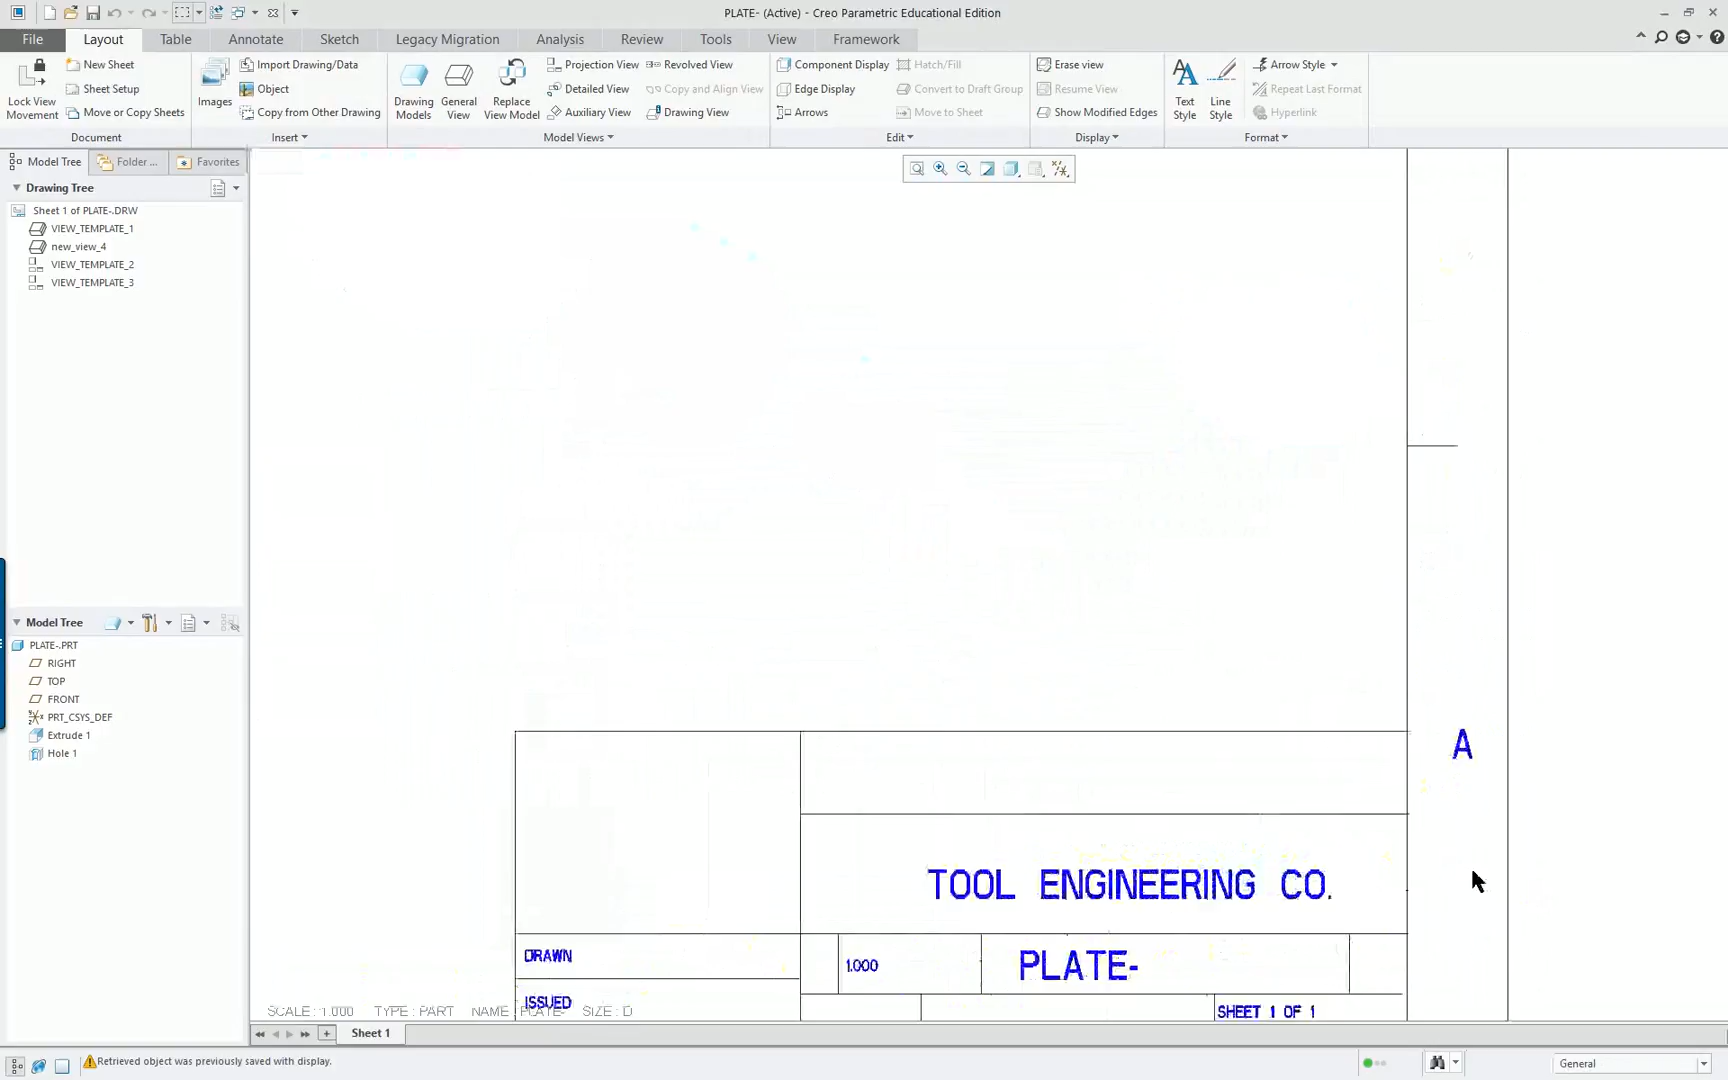 PLATE- (Active) - Creo Parametric Educational Edition
File Layout Table Annotate Sketch Legacy Migration Analysis Review Tools View Framework
Lock View Movement
New Sheet
Sheet Setup
Move or Copy Sheets
Document
Images
Import Drawing/Data
Object
Copy from Other Drawing
Insert
Drawing Models
General View
Replace View Model
Projection View
Detailed View
Auxiliary View
Revolved View
Copy and Align View
Drawing View
Model Views
Component Display
Edge Display
Arrows
Hatch/Fill
Convert to Draft Group
Move to Sheet
Edit
Erase view
Resume View
Show Modified Edges
Display
Text Style
Line Style
Arrow Style
Repeat Last Format
Hyperlink
Format
Model Tree Folder ... Favorites
Drawing Tree
Sheet 1 of PLATE-.DRW
VIEW_TEMPLATE_1
new_view_4
VIEW_TEMPLATE_2
VIEW_TEMPLATE_3
Model Tree
PLATE-.PRT
RIGHT
TOP
FRONT
PRT_CSYS_DEF
Extrude 1
Hole 1
A
TOOL ENGINEERING CO.
DRAWN
1.000
PLATE-
ISSUED
SHEET 1 OF 1
SCALE : 1.000 TYPE : PART NAME : PLATE- SIZE : D
Sheet 1
Retrieved object was previously saved with display.
General